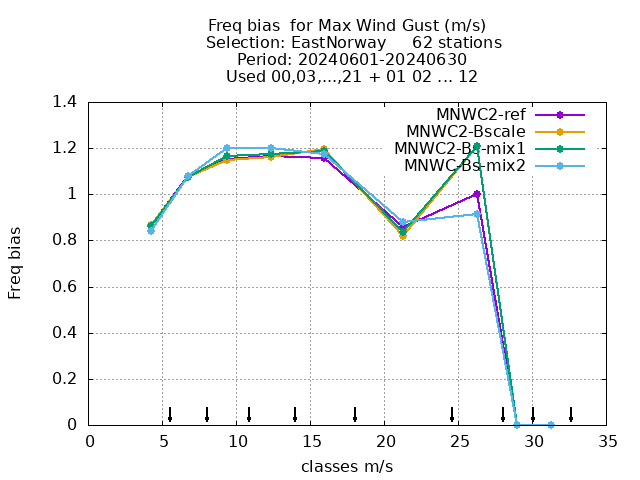 Freq bias  for Max Wind Gust (m/s)
Selection: EastNorway     62 stations
Period: 20240601-20240630
Used 00,03,...,21 + 01 02 ... 12
MNWC2-ref
MNWC2-Bscale
MNWC2-Bs-mix1
MNWC-Bs-mix2
1.4
1.2
1
0.8
0.6
0.4
0.2
0
Freq bias
0 5 10 15 20 25 30 35
classes m/s